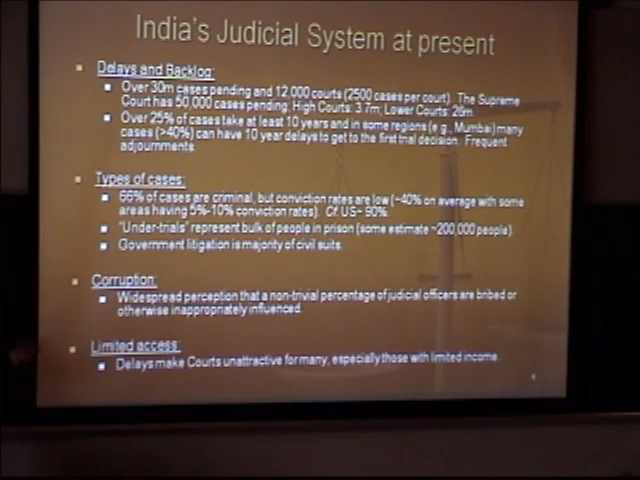 India's Judicial System at present
Delays and Backlog:
Over 30m cases pending and 12,000 courts (2500 cases per court). The Supreme
Court has 50,000 cases pending; High Courts: 3.7m; Lower Courts: 26m.
Over 25% of cases take at least 10 years and in some regions (e.g., Mumbai) many
cases (>40%) can have 10 year delays to get to the first trial decision. Frequent
adjournments.
Types of cases:
66% of cases are criminal, but conviction rates are low (~40% on average with some
areas having 5%-10% conviction rates). Cf. US~ 90%.
"Under-trials" represent bulk of people in prison (some estimate ~200,000 people).
Government litigation is majority of civil suits.
Corruption:
Widespread perception that a non-trivial percentage of judicial officers are bribed or
otherwise inappropriately influenced.
Limited access:
Delays make Courts unattractive for many, especially those with limited income.
4